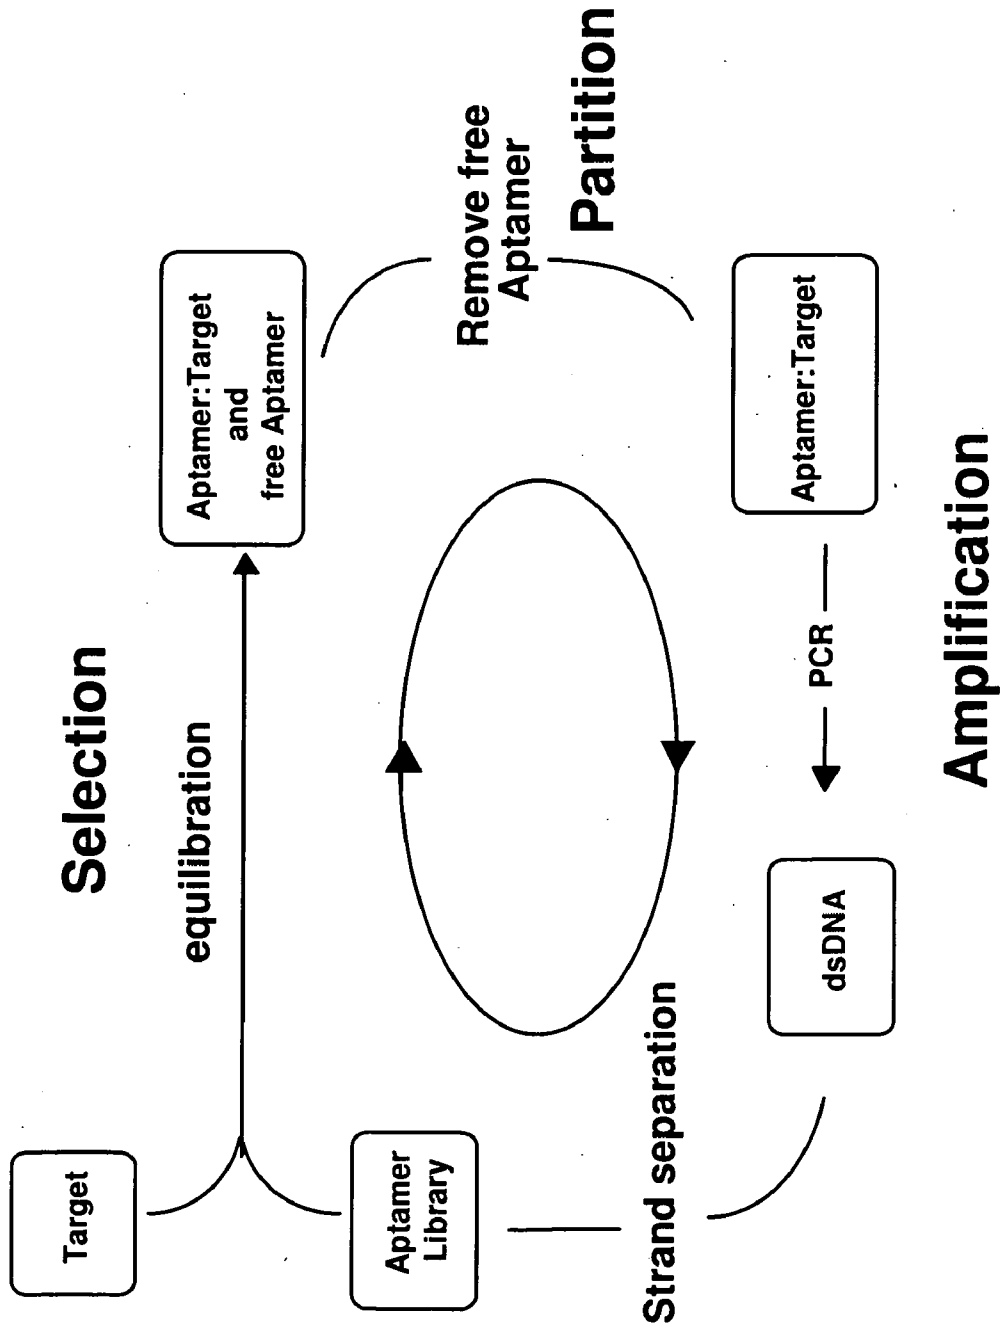 Selection
Target
equilibration
Aptamer:Target
and
free Aptamer
Aptamer
Library
Remove free
Aptamer
Partition
Strand separation
dsDNA
PCR
Aptamer:Target
Amplification